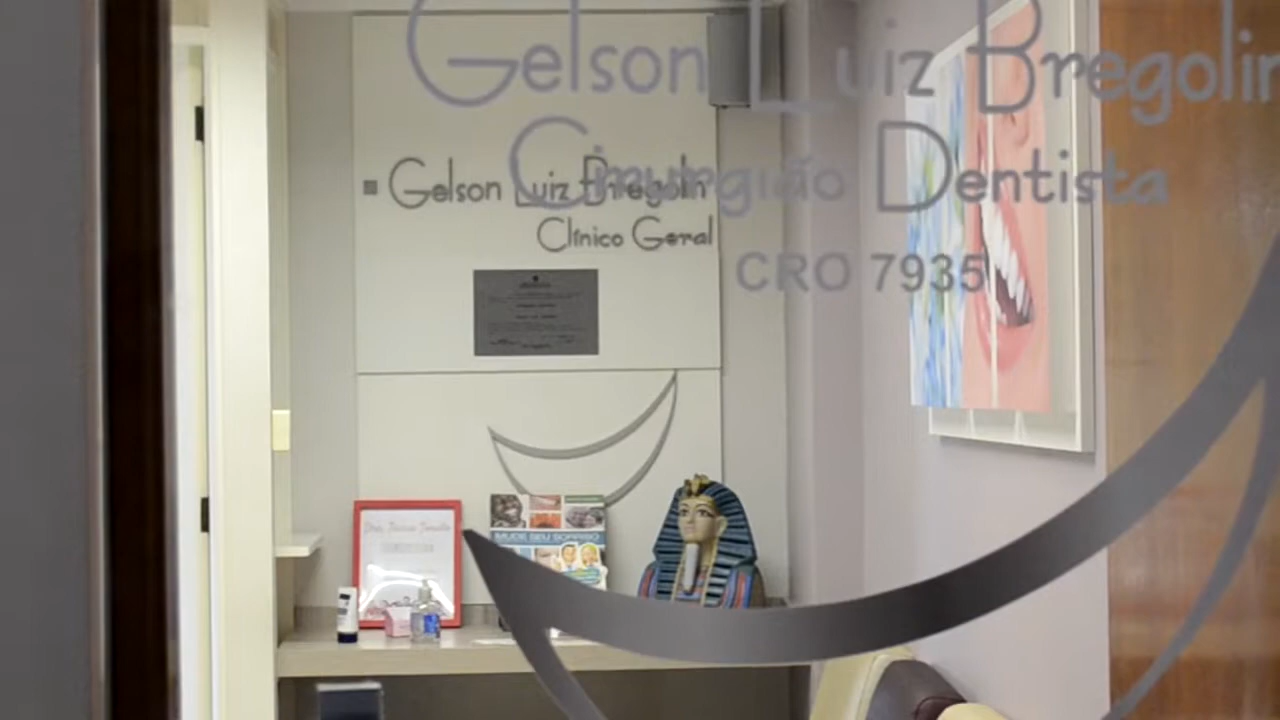 Gelson Luiz Bregolin
Cirurgião Dentista
CRO 7935
Gelson Luiz Bregolin
Clínico Geral
MUDE SEU SORRISO